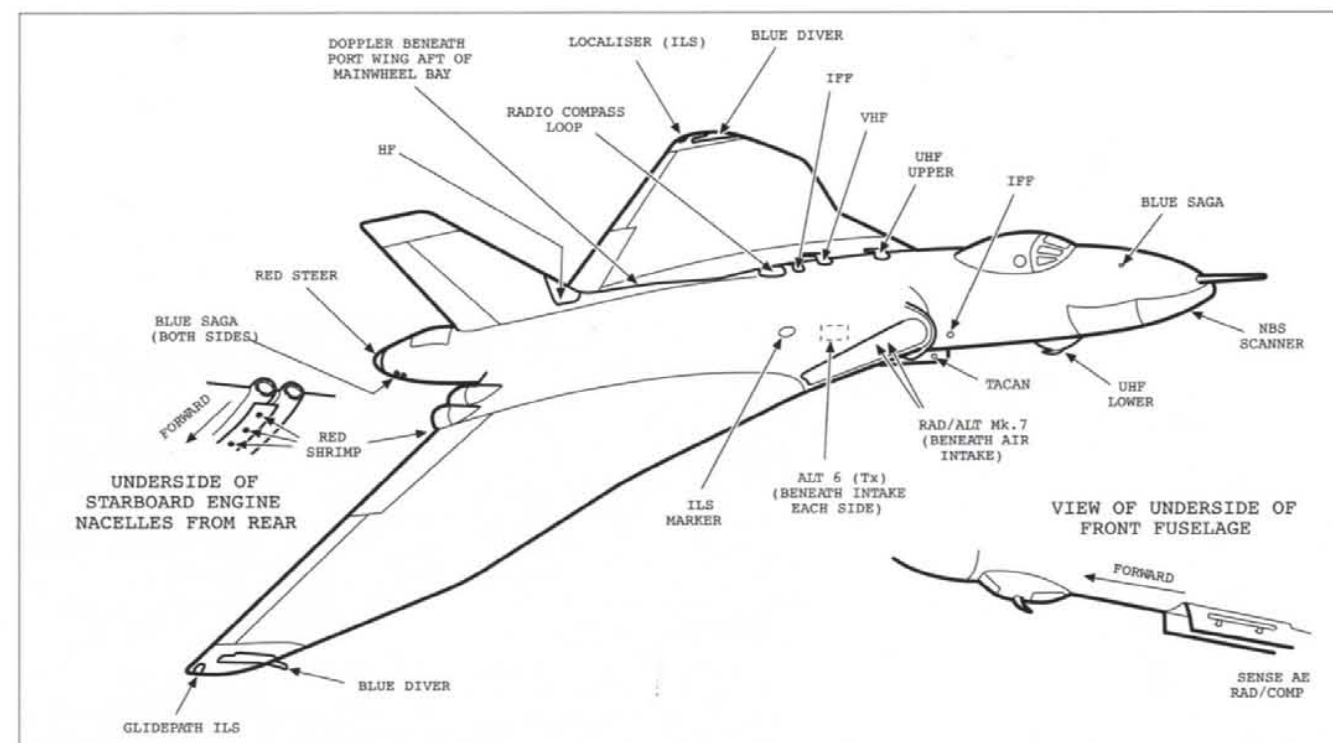 DOPPLER BENEATH
PORT WING AFT OF
MAINWHEEL BAY
LOCALISER (ILS)
BLUE DIVER
IFF
VHF
RADIO COMPASS
LOOP
HF
UHF
UPPER
IFF
BLUE SAGA
RED STEER
BLUE SAGA
(BOTH SIDES)
NBS
SCANNER
UHF
LOWER
TACAN
FORWARD
RED
SHRIMP
RAD/ALT Mk.7
(BENEATH AIR
INTAKE)
UNDERSIDE OF
STARBOARD ENGINE
NACELLES FROM REAR
ILS
MARKER
ALT 6 (Tx)
(BENEATH INTAKE
EACH SIDE)
VIEW OF UNDERSIDE OF
FRONT FUSELAGE
FORWARD
BLUE DIVER
GLIDEPATH ILS
SENSE AE
RAD/COMP